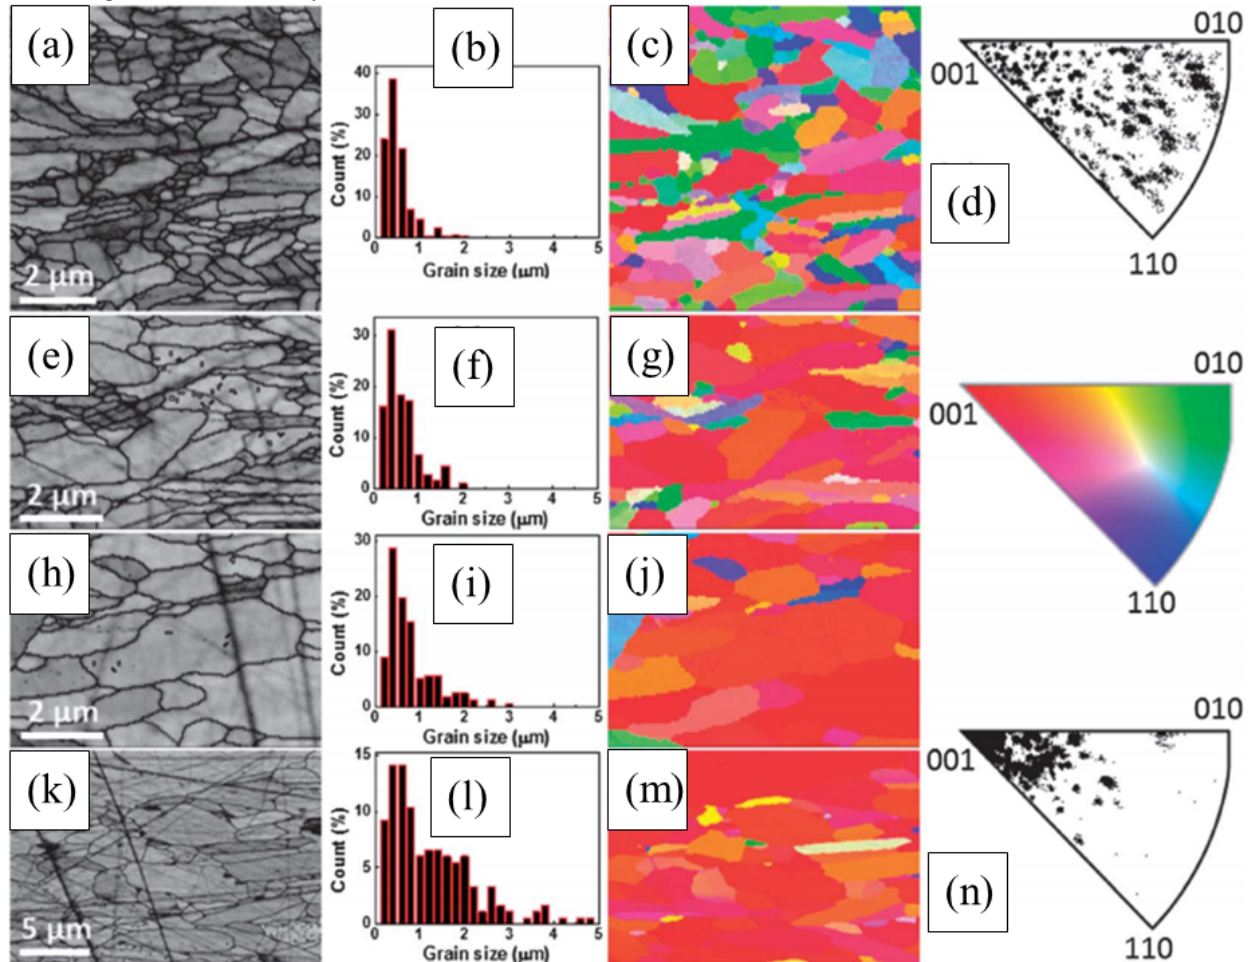 (a)
2 μm
(b)
40
30
20
10
0
Count (%)
0 1 2 3 4 5
Grain size (μm)
(c)
010
001
(d)
110
(e)
2 μm
(f)
30
20
10
0
Count (%)
0 1 2 3 4 5
Grain size (μm)
(g)
010
001
110
(h)
2 μm
(i)
30
20
10
0
Count (%)
0 1 2 3 4 5
Grain size (μm)
(j)
(k)
5 μm
(l)
15
10
5
0
Count (%)
0 1 2 3 4 5
Grain size (μm)
(m)
010
001
(n)
110